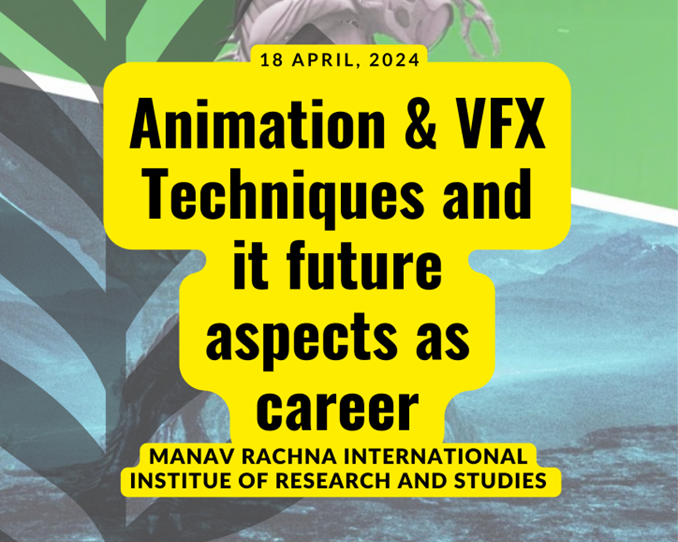 18 APRIL, 2024
Animation & VFX
Techniques and
it future
aspects as
career
MANAV RACHNA INTERNATIONAL
INSTITUE OF RESEARCH AND STUDIES